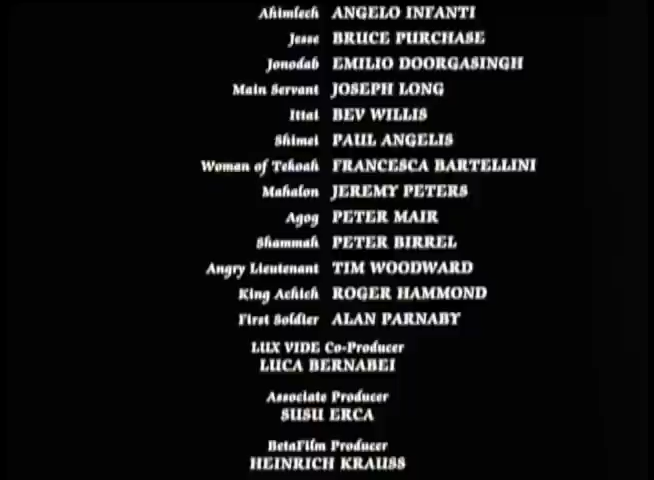 Ahimlech ANGELO INFANTI
Jesse BRUCE PURCHASE
Jonodab EMILIO DOORGASINGH
Main Servant JOSEPH LONG
Ittai BEV WILLIS
Shimei PAUL ANGELIS
Woman of Tekoah FRANCESCA BARTELLINI
Mahalon JEREMY PETERS
Agog PETER MAIR
Shammah PETER BIRREL
Angry Lieutenant TIM WOODWARD
King Achich ROGER HAMMOND
First Soldier ALAN PARNABY
LUX VIDE Co-Producer
LUCA BERNABEI
Associate Producer
SUSU ERCA
BetaFilm Producer
HEINRICH KRAUSS